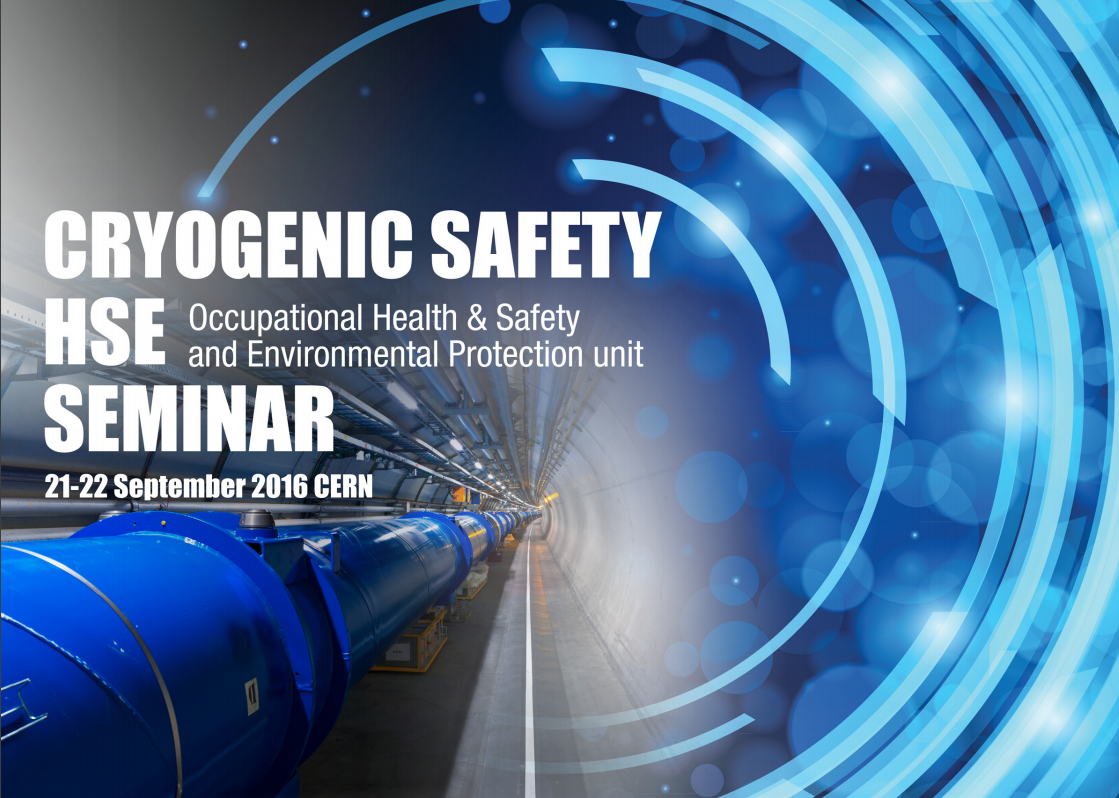 CRYOGENIC SAFETY
HSE Occupational Health & Safety
and Environmental Protection unit
SEMINAR
21-22 September 2016 CERN